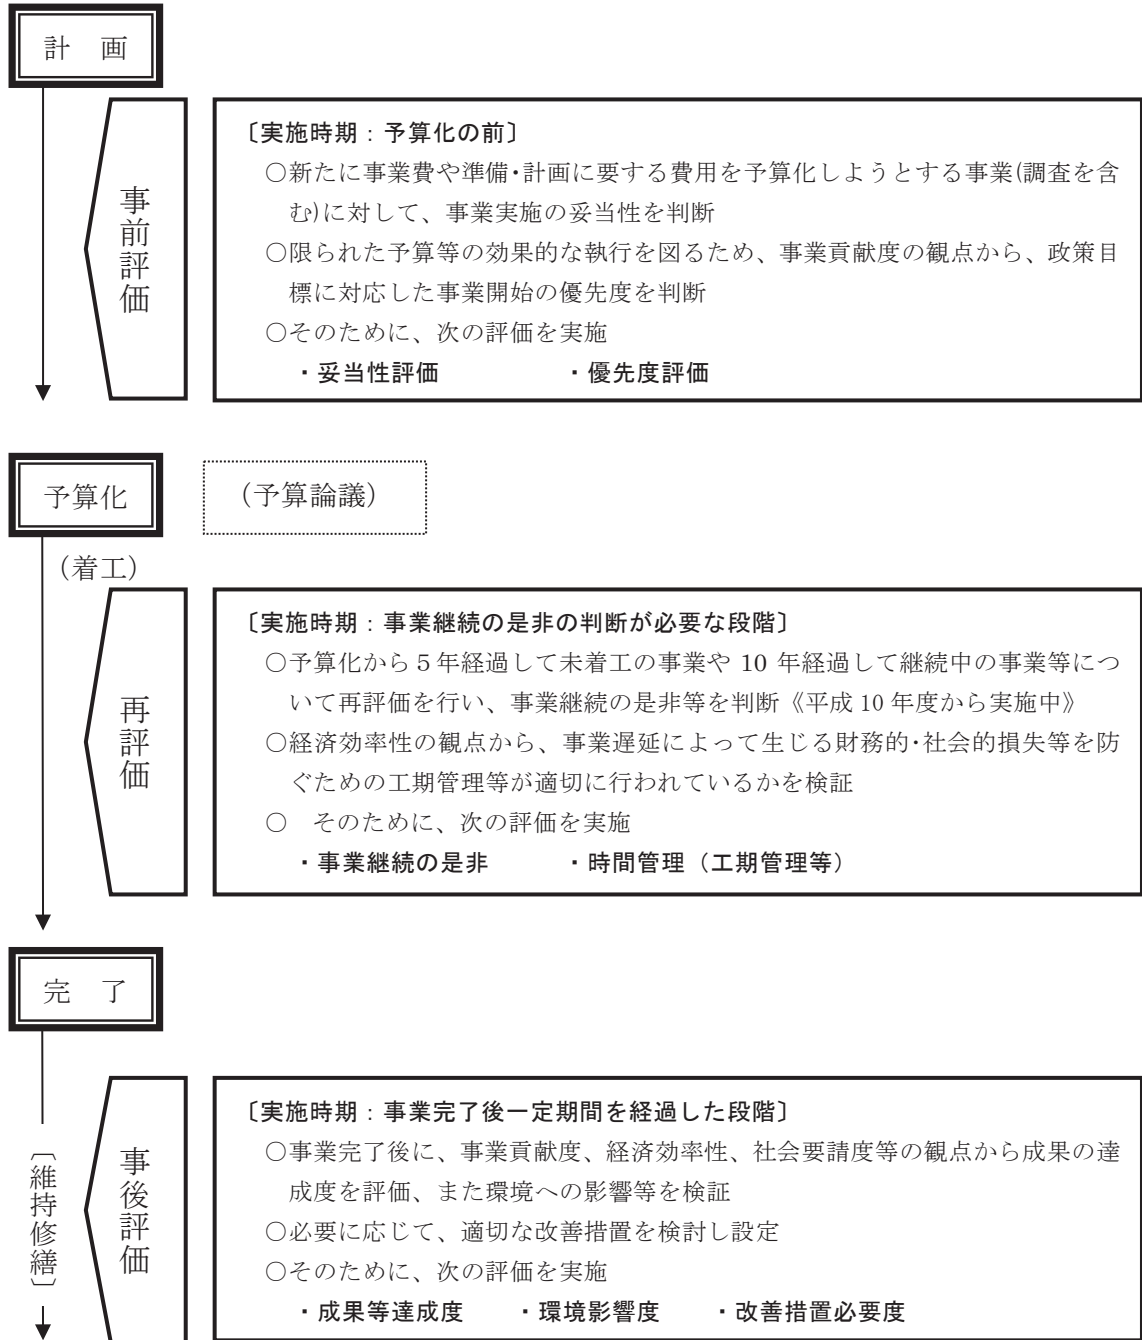 計　画
事前評価
〔実施時期：予算化の前〕
○新たに事業費や準備・計画に要する費用を予算化しようとする事業(調査を含
む)に対して、事業実施の妥当性を判断
○限られた予算等の効果的な執行を図るため、事業貢献度の観点から、政策目
標に対応した事業開始の優先度を判断
○そのために、次の評価を実施
・妥当性評価　・優先度評価
予算化
（予算論議）
（着工）
再評価
〔実施時期：事業継続の是非の判断が必要な段階〕
○予算化から５年経過して未着工の事業や 10 年経過して継続中の事業等につ
いて再評価を行い、事業継続の是非等を判断《平成 10 年度から実施中》
○経済効率性の観点から、事業遅延によって生じる財務的・社会的損失等を防
ぐための工期管理等が適切に行われているかを検証
○　そのために、次の評価を実施
・事業継続の是非　・時間管理（工期管理等）
完　了
〔維持修繕〕
事後評価
〔実施時期：事業完了後一定期間を経過した段階〕
○事業完了後に、事業貢献度、経済効率性、社会要請度等の観点から成果の達
成度を評価、また環境への影響等を検証
○必要に応じて、適切な改善措置を検討し設定
○そのために、次の評価を実施
・成果等達成度　・環境影響度　・改善措置必要度